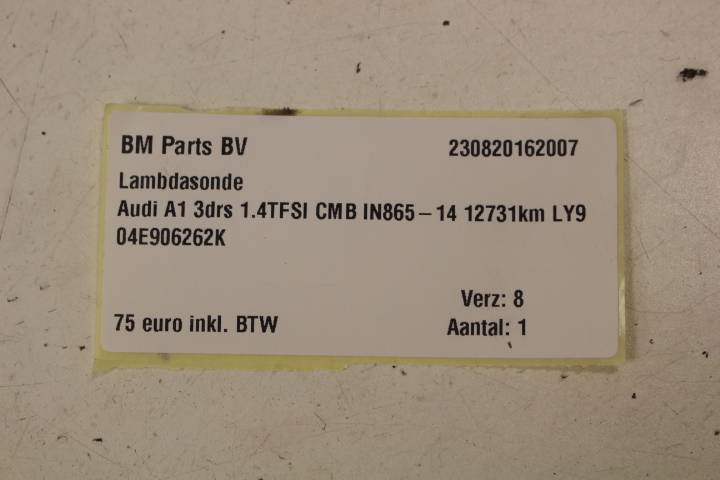 BM Parts BV 230820162007
Lambdasonde
Audi A1 3drs 1.4TFSI CMB IN865-14 12731km LY9
04E906262K
Verz: 8
75 euro inkl. BTW Aantal: 1